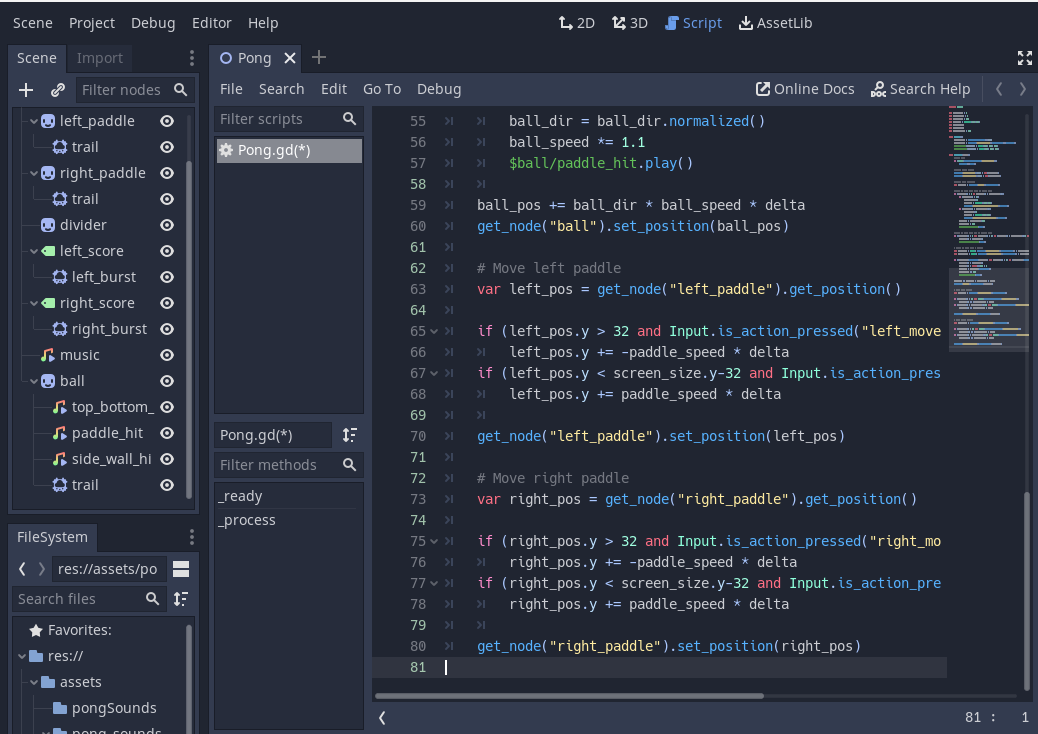 Scene Project Debug Editor Help 2D 3D Script AssetLib
Scene Import
Filter nodes
left_paddle
trail
right_paddle
trail
divider
left_score
left_burst
right_score
right_burst
music
ball
top_bottom_
paddle_hit
side_wall_hi
trail
FileSystem
res://assets/po
Search files
Favorites:
res://
assets
pongSounds
pong_sounds
Pong
File Search Edit Go To Debug Online Docs Search Help
Filter scripts
Pong.gd(*)
Pong.gd(*)
Filter methods
_ready
_process
55 ball_dir = ball_dir.normalized()
56 ball_speed *= 1.1
57 $ball/paddle_hit.play()
58
59 ball_pos += ball_dir * ball_speed * delta
60 get_node("ball").set_position(ball_pos)
61
62 # Move left paddle
63 var left_pos = get_node("left_paddle").get_position()
64
65 if (left_pos.y > 32 and Input.is_action_pressed("left_move
66 left_pos.y += -paddle_speed * delta
67 if (left_pos.y < screen_size.y-32 and Input.is_action_pres
68 left_pos.y += paddle_speed * delta
69
70 get_node("left_paddle").set_position(left_pos)
71
72 # Move right paddle
73 var right_pos = get_node("right_paddle").get_position()
74
75 if (right_pos.y > 32 and Input.is_action_pressed("right_mo
76 right_pos.y += -paddle_speed * delta
77 if (right_pos.y < screen_size.y-32 and Input.is_action_pre
78 right_pos.y += paddle_speed * delta
79
80 get_node("right_paddle").set_position(right_pos)
81
81 : 1